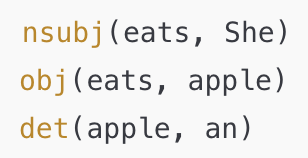 nsubj(eats, She)
obj(eats, apple)
det(apple, an)